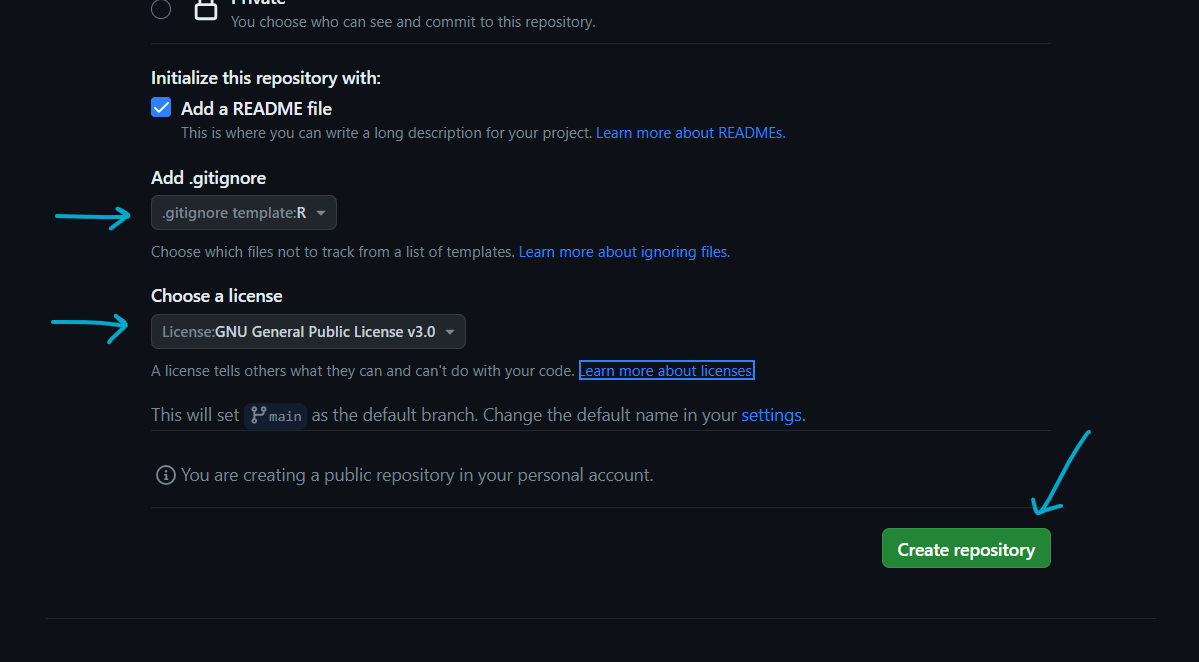 Private
You choose who can see and commit to this repository.
Initialize this repository with:
Add a README file
This is where you can write a long description for your project. Learn more about READMEs.
Add .gitignore
.gitignore template:R
Choose which files not to track from a list of templates. Learn more about ignoring files.
Choose a license
License:GNU General Public License v3.0
A license tells others what they can and can't do with your code. Learn more about licenses.
This will set main as the default branch. Change the default name in your settings.
You are creating a public repository in your personal account.
Create repository